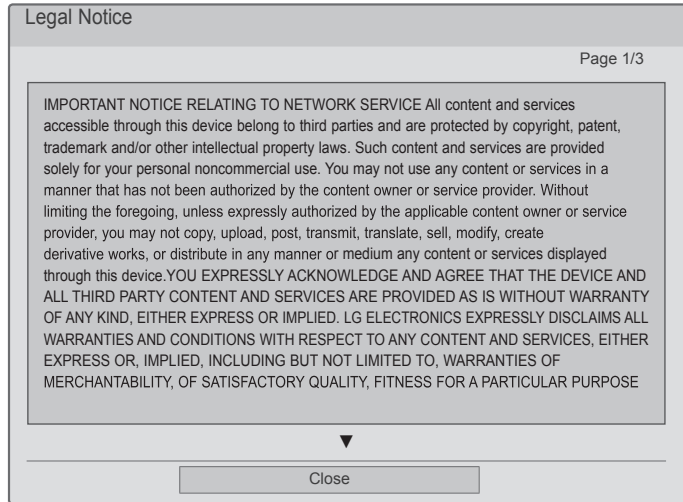 Legal Notice
Page 1/3
IMPORTANT NOTICE RELATING TO NETWORK SERVICE All content and services
accessible through this device belong to third parties and are protected by copyright, patent,
trademark and/or other intellectual property laws. Such content and services are provided
solely for your personal noncommercial use. You may not use any content or services in a
manner that has not been authorized by the content owner or service provider. Without
limiting the foregoing, unless expressly authorized by the applicable content owner or service
provider, you may not copy, upload, post, transmit, translate, sell, modify, create
derivative works, or distribute in any manner or medium any content or services displayed
through this device.YOU EXPRESSLY ACKNOWLEDGE AND AGREE THAT THE DEVICE AND
ALL THIRD PARTY CONTENT AND SERVICES ARE PROVIDED AS IS WITHOUT WARRANTY
OF ANY KIND, EITHER EXPRESS OR IMPLIED. LG ELECTRONICS EXPRESSLY DISCLAIMS ALL
WARRANTIES AND CONDITIONS WITH RESPECT TO ANY CONTENT AND SERVICES, EITHER
EXPRESS OR, IMPLIED, INCLUDING BUT NOT LIMITED TO, WARRANTIES OF
MERCHANTABILITY, OF SATISFACTORY QUALITY, FITNESS FOR A PARTICULAR PURPOSE
▼
Close